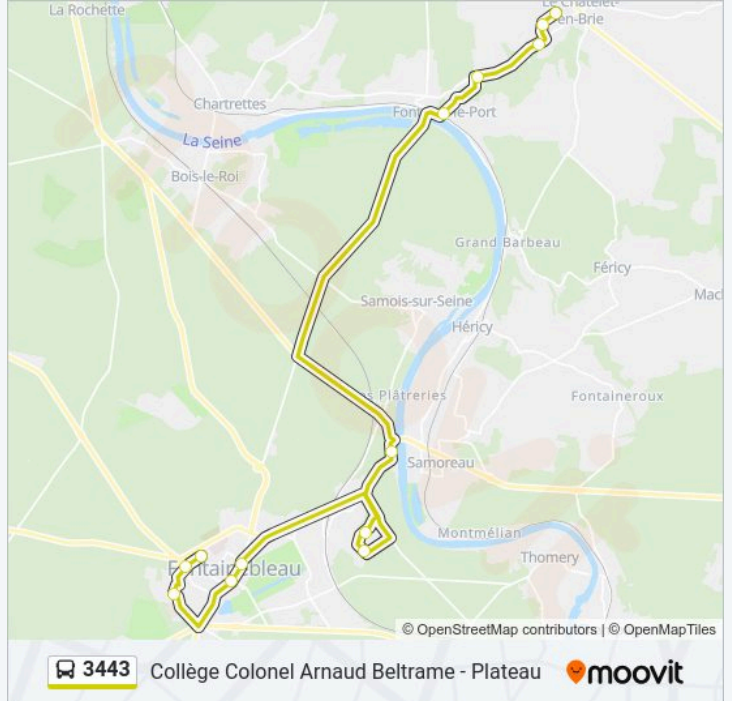 La Rochette
Le Châtelet-
en-Brie
Chartrettes
La Seine
Bois-le-Roi
Grand Barbeau
Féricy
Samois-sur-Seine
Héricy
Plâtreries
Fontaineroux
Samoreau
Montmélian
Thomery
© OpenStreetMap contributors | © OpenMapTiles
3443 Collège Colonel Arnaud Beltrame - Plateau moovit